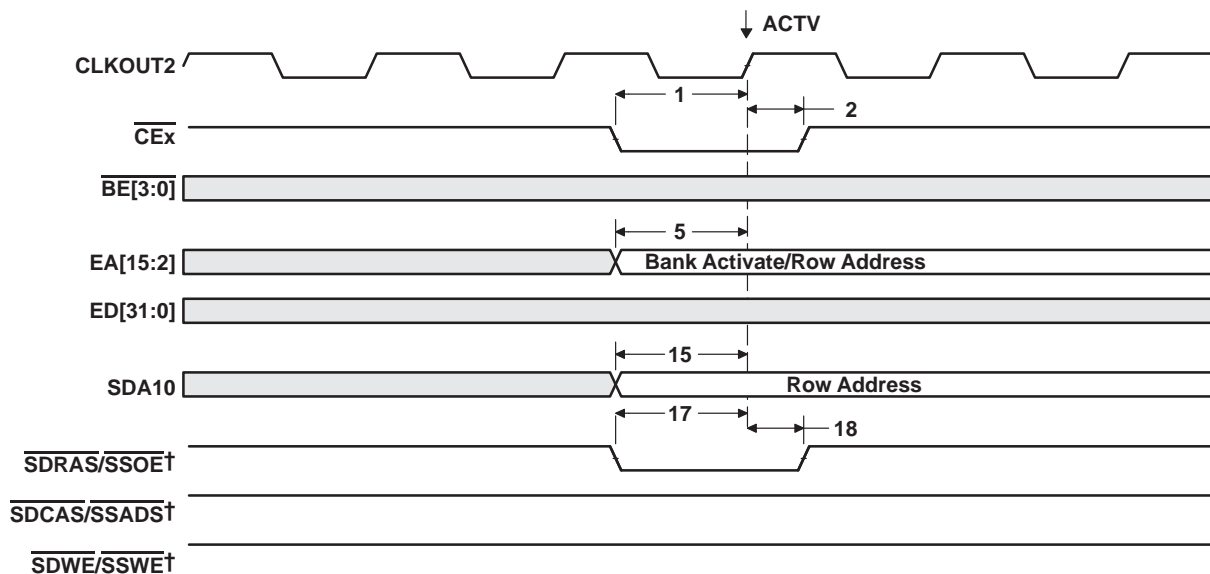 ACTV
CLKOUT2
1
2
CEx
BE[3:0]
5
EA[15:2]
Bank Activate/Row Address
ED[31:0]
15
SDA10
Row Address
17
18
SDRAS/SSOE†
SDCAS/SSADS†
SDWE/SSWE†